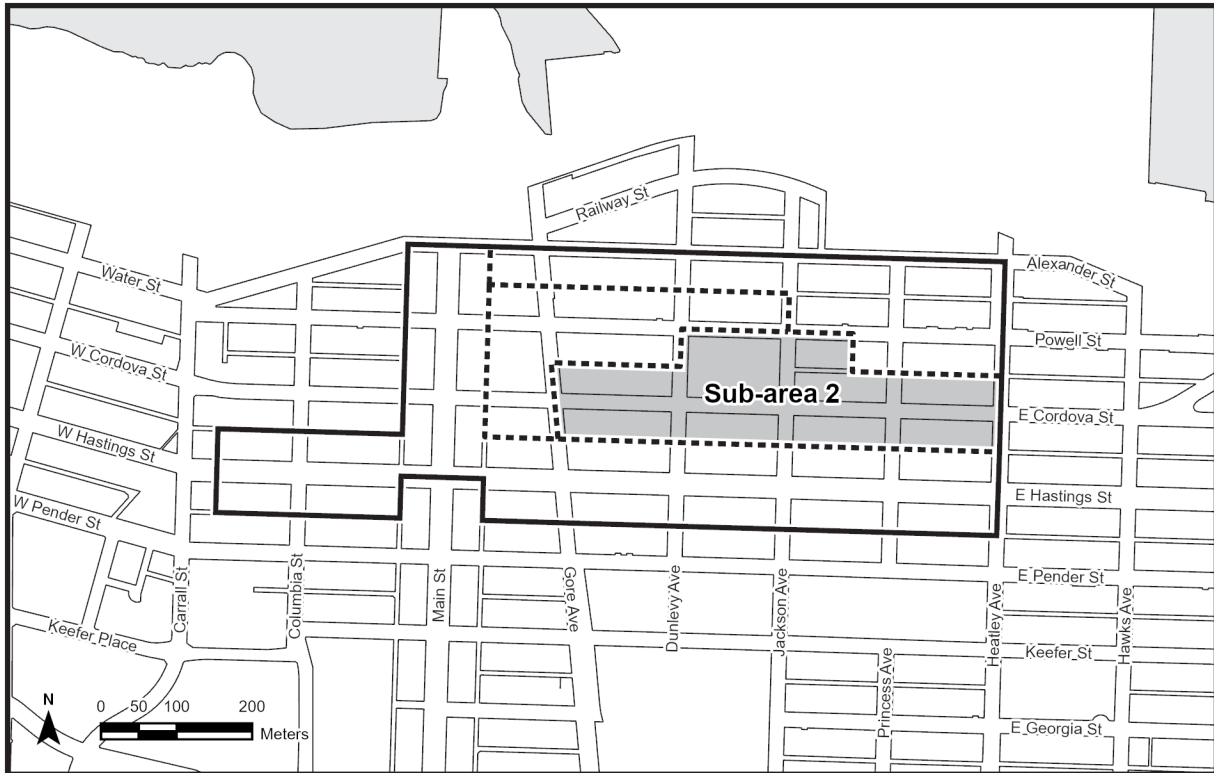 Railway St
Water St
Alexander St
Powell St
W Cordova St
Sub-area 2
E Cordova St
W Hastings St
E Hastings St
W Pender St
E Pender St
Carrall St
Columbia St
Main St
Gore Ave
Dunlevy Ave
Jackson Ave
Princess Ave
Heatley Ave
Hawks Ave
Keefer Place
Keefer St
E Georgia St
N
0 50 100 200
Meters